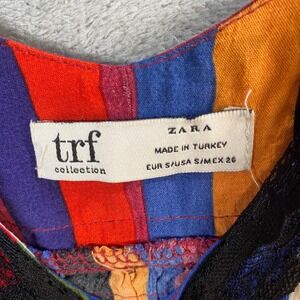 trf
collection
ZARA
MADE IN TURKEY
EUR S/USA S/MEX 26